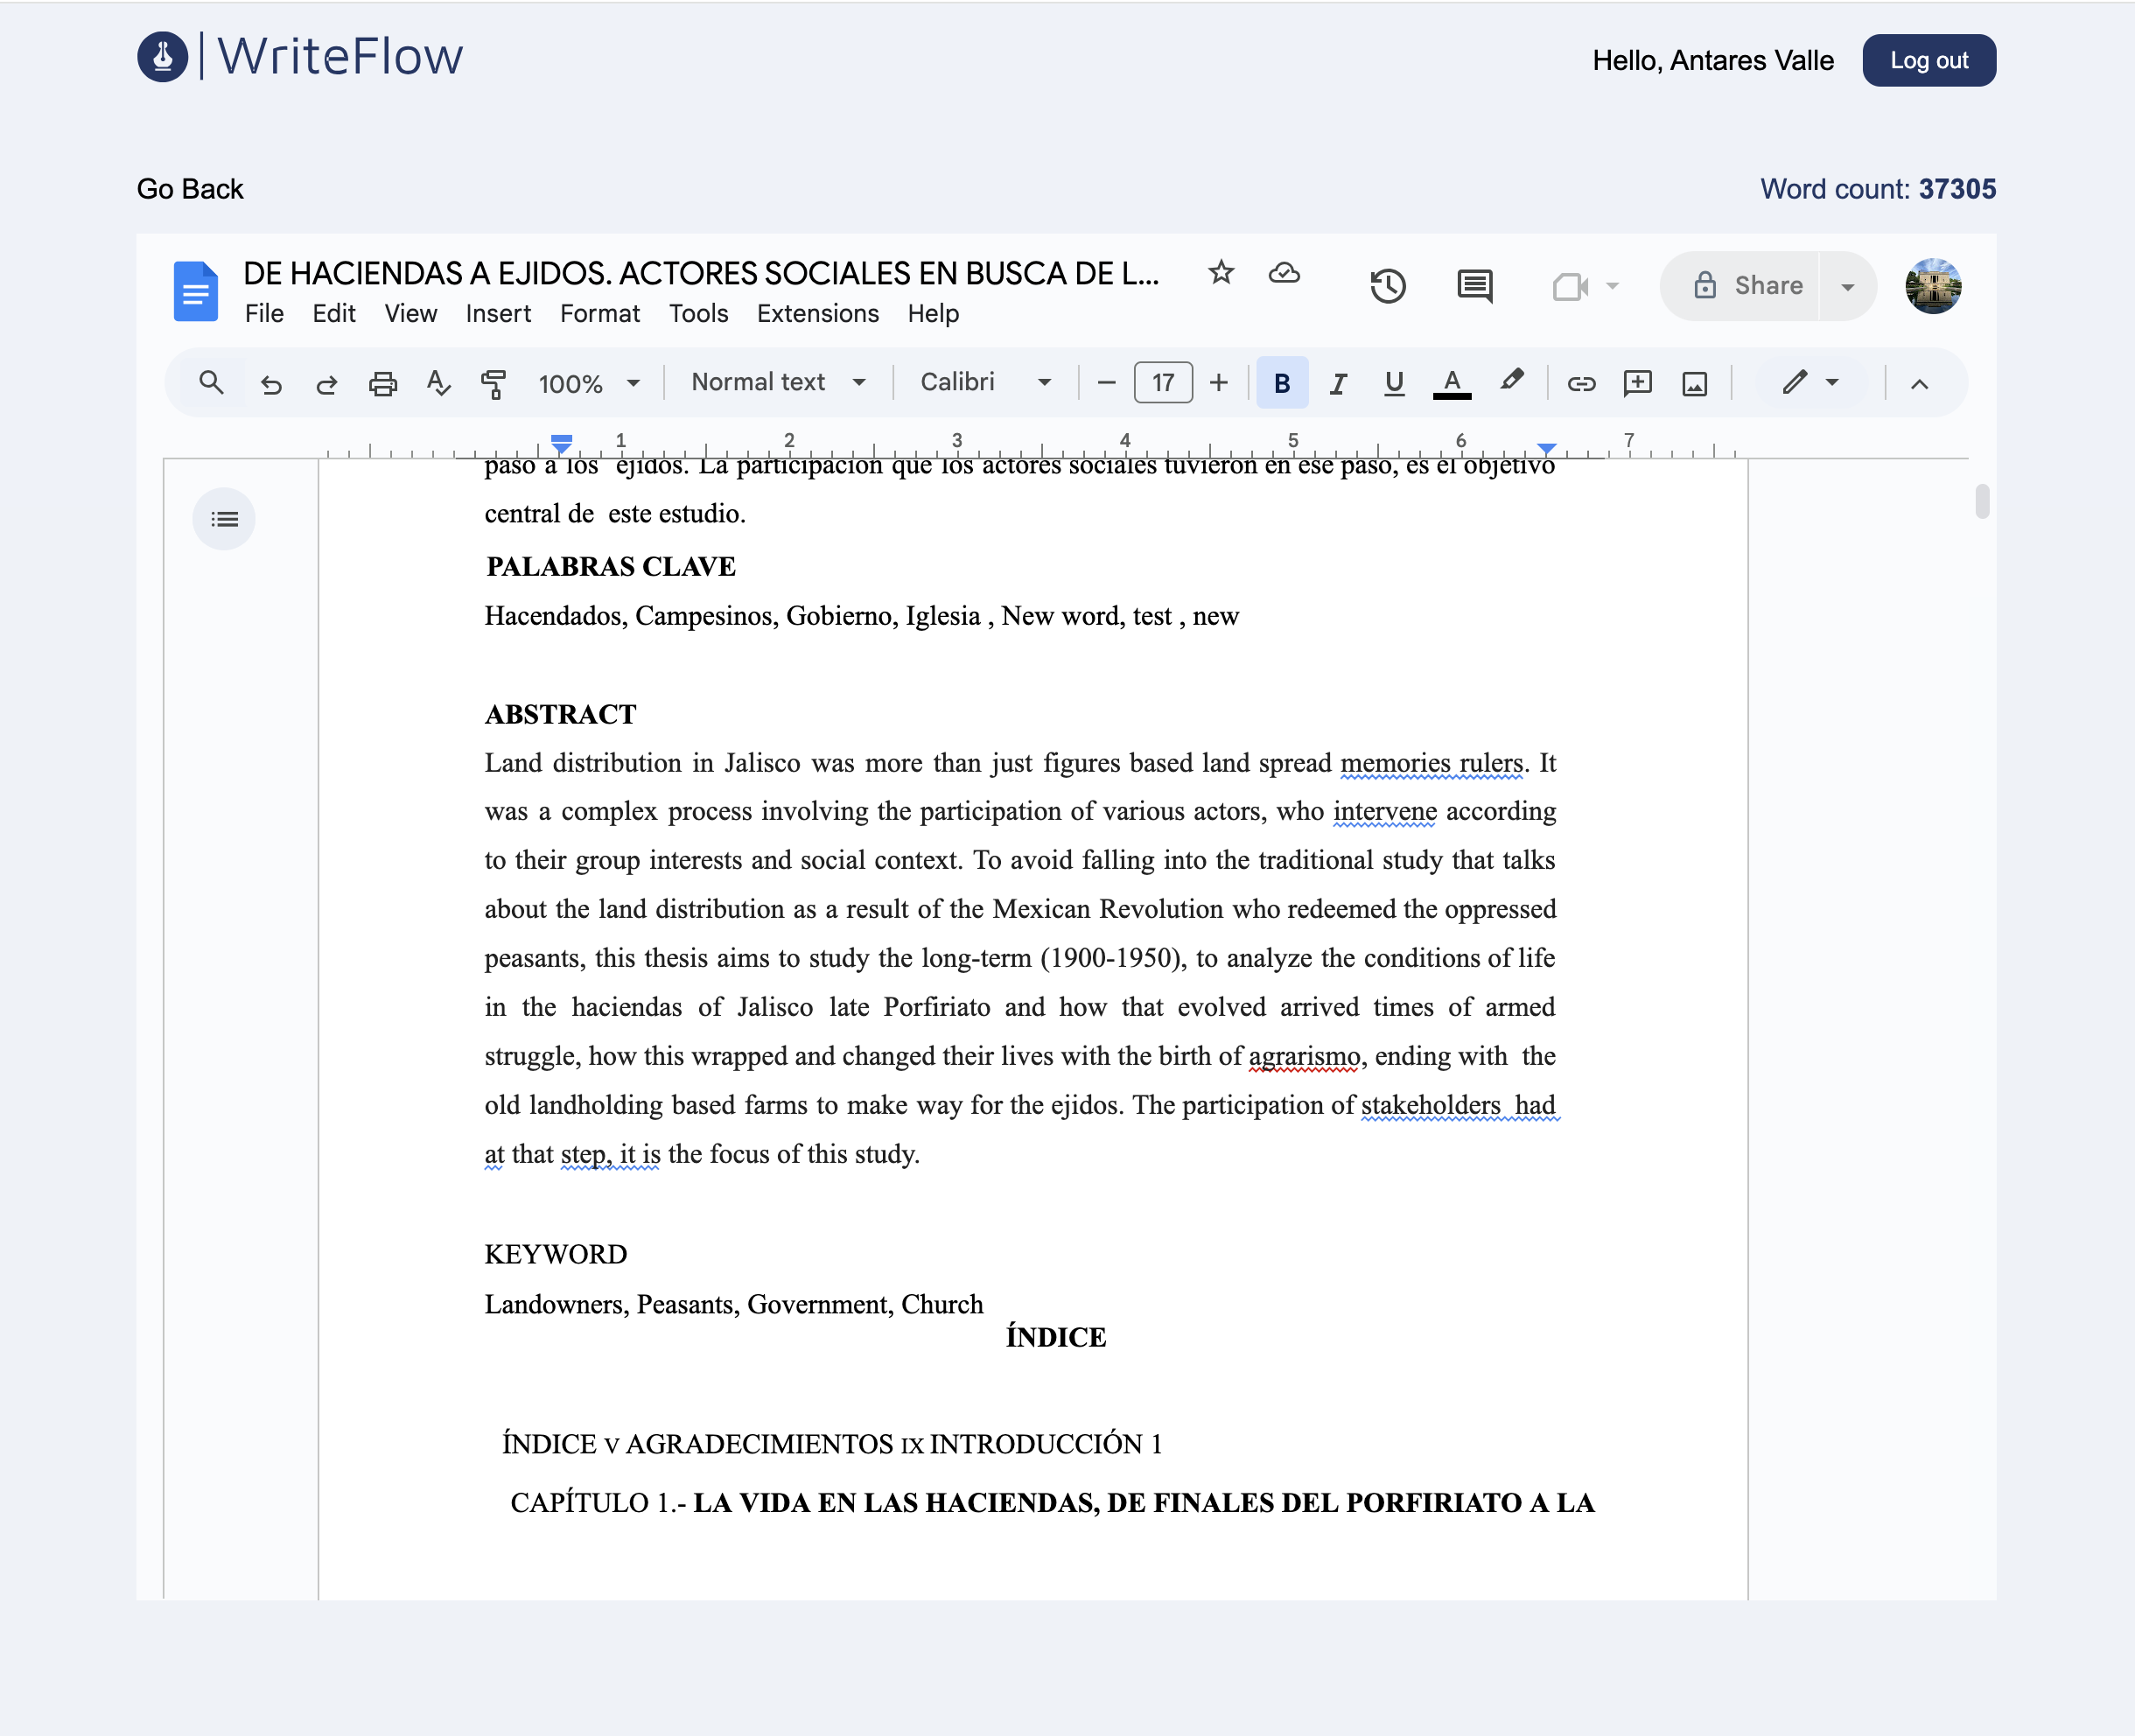 WriteFlow
Hello, Antares Valle
Log out
Go Back
Word count: 37305
DE HACIENDAS A EJIDOS. ACTORES SOCIALES EN BUSCA DE L...
Share
File Edit View Insert Format Tools Extensions Help
100% Normal text Calibri 17 B I U A
1 2 3 4 5 6 7
paso a los ejidos. La participación que los actores sociales tuvieron en ese paso, es el objetivo
central de este estudio.
PALABRAS CLAVE
Hacendados, Campesinos, Gobierno, Iglesia , New word, test , new
ABSTRACT
Land distribution in Jalisco was more than just figures based land spread memories rulers. It
was a complex process involving the participation of various actors, who intervene according
to their group interests and social context. To avoid falling into the traditional study that talks
about the land distribution as a result of the Mexican Revolution who redeemed the oppressed
peasants, this thesis aims to study the long-term (1900-1950), to analyze the conditions of life
in the haciendas of Jalisco late Porfiriato and how that evolved arrived times of armed
struggle, how this wrapped and changed their lives with the birth of agrarismo, ending with the
old landholding based farms to make way for the ejidos. The participation of stakeholders had
at that step, it is the focus of this study.
KEYWORD
Landowners, Peasants, Government, Church
ÍNDICE
ÍNDICE V AGRADECIMIENTOS IX INTRODUCCIÓN 1
CAPÍTULO 1.- LA VIDA EN LAS HACIENDAS, DE FINALES DEL PORFIRIATO A LA